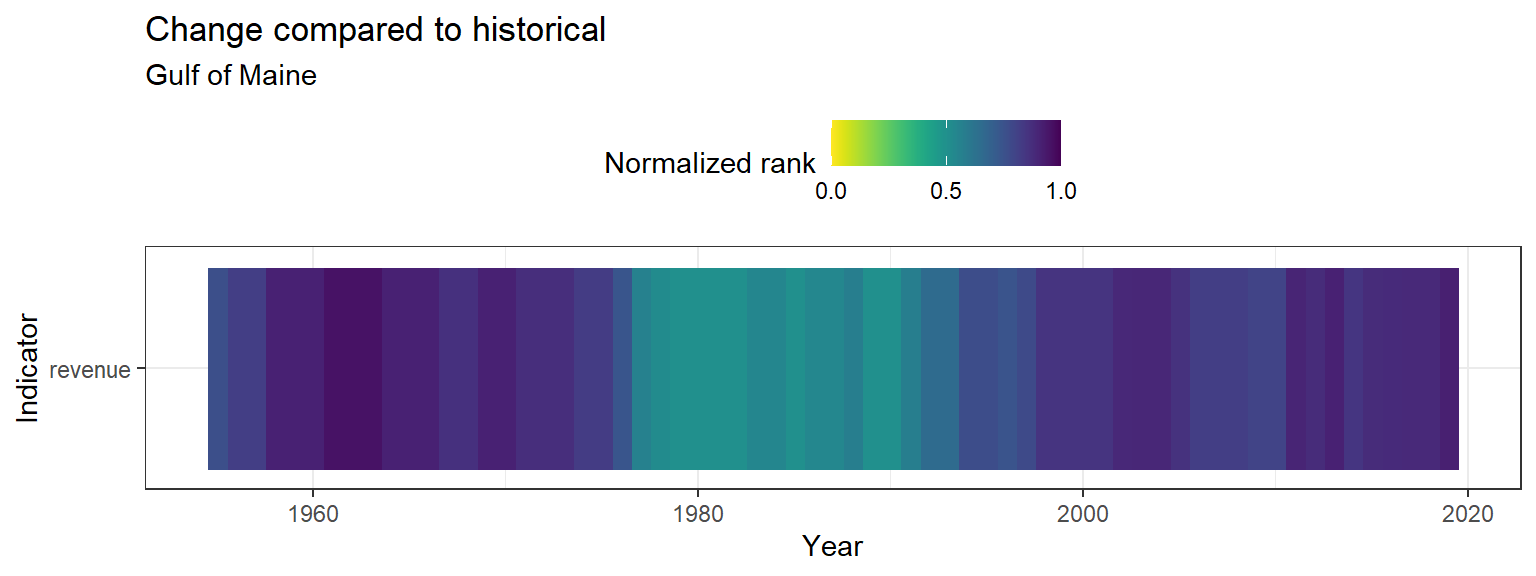 Change compared to historical
Gulf of Maine
Normalized rank
0.0 0.5 1.0
Indicator
revenue
1960 1980 2000 2020
Year